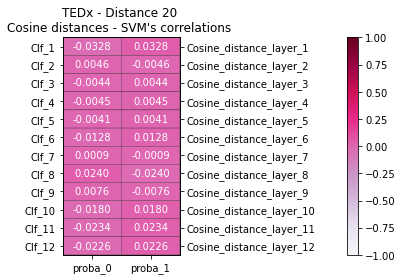 TEDx - Distance 20
Cosine distances - SVM's correlations
Clf_1 -0.0328 0.0328 Cosine_distance_layer_1
Clf_2 0.0046 -0.0046 Cosine_distance_layer_2
Clf_3 -0.0044 0.0044 Cosine_distance_layer_3
Clf_4 -0.0045 0.0045 Cosine_distance_layer_4
Clf_5 -0.0041 0.0041 Cosine_distance_layer_5
Clf_6 -0.0128 0.0128 Cosine_distance_layer_6
Clf_7 0.0009 -0.0009 Cosine_distance_layer_7
Clf_8 0.0240 -0.0240 Cosine_distance_layer_8
Clf_9 0.0076 -0.0076 Cosine_distance_layer_9
Clf_10 -0.0180 0.0180 Cosine_distance_layer_10
Clf_11 -0.0234 0.0234 Cosine_distance_layer_11
Clf_12 -0.0226 0.0226 Cosine_distance_layer_12
proba_0 proba_1
1.00
0.75
0.50
0.25
0.00
−0.25
−0.50
−0.75
−1.00